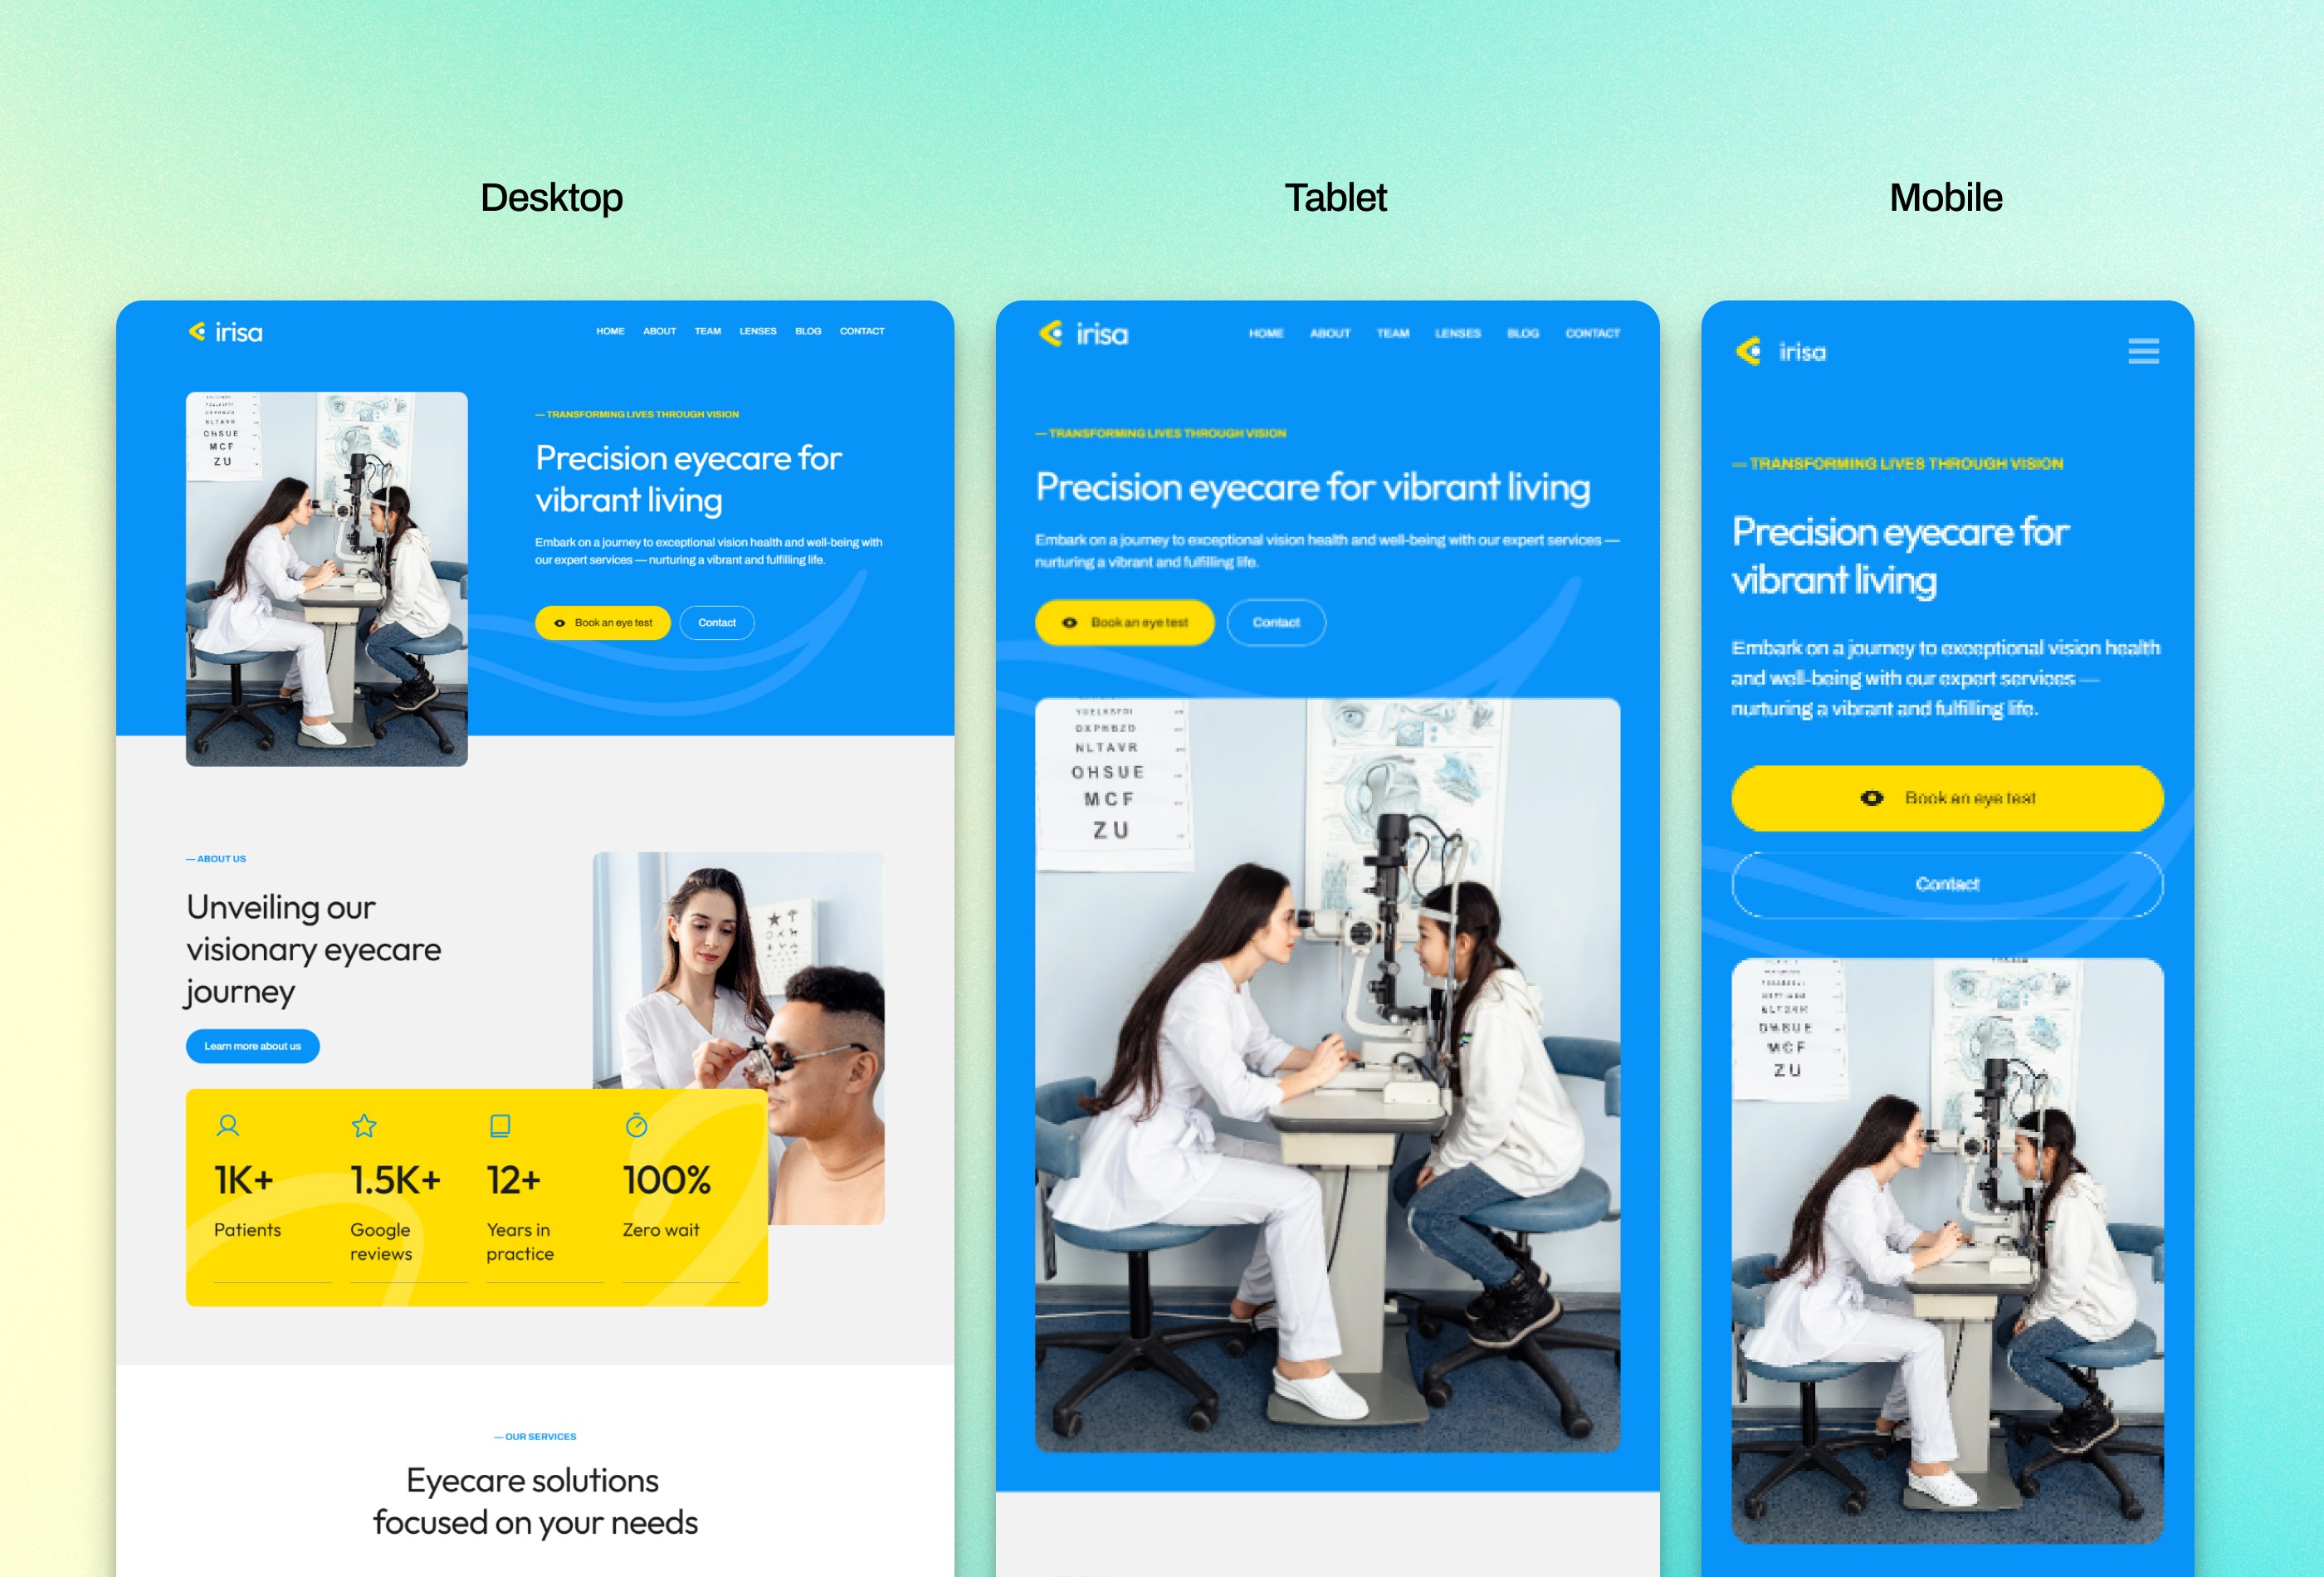 Desktop
Tablet
Mobile
irisa
HOME ABOUT TEAM LENSES BLOG CONTACT
OHSUE
MCF
ZU
— TRANSFORMING LIVES THROUGH VISION
Precision eyecare for
vibrant living
Embark on a journey to exceptional vision health and well-being with
our expert services — nurturing a vibrant and fulfilling life.
Book an eye test
Contact
— ABOUT US
Unveiling our
visionary eyecare
journey
Learn more about us
1K+
Patients
1.5K+
Google
reviews
12+
Years in
practice
100%
Zero wait
— OUR SERVICES
Eyecare solutions
focused on your needs
irisa
HOME ABOUT TEAM LENSES BLOG CONTACT
— TRANSFORMING LIVES THROUGH VISION
Precision eyecare for vibrant living
Embark on a journey to exceptional vision health and well-being with our expert services —
nurturing a vibrant and fulfilling life.
Book an eye test
Contact
NLTAVR
OHSUE
MCF
ZU
irisa
— TRANSFORMING LIVES THROUGH VISION
Precision eyecare for
vibrant living
Embark on a journey to exceptional vision health
and well-being with our expert services —
nurturing a vibrant and fulfilling life.
Book an eye test
Contact
OHSUE
MCF
ZU